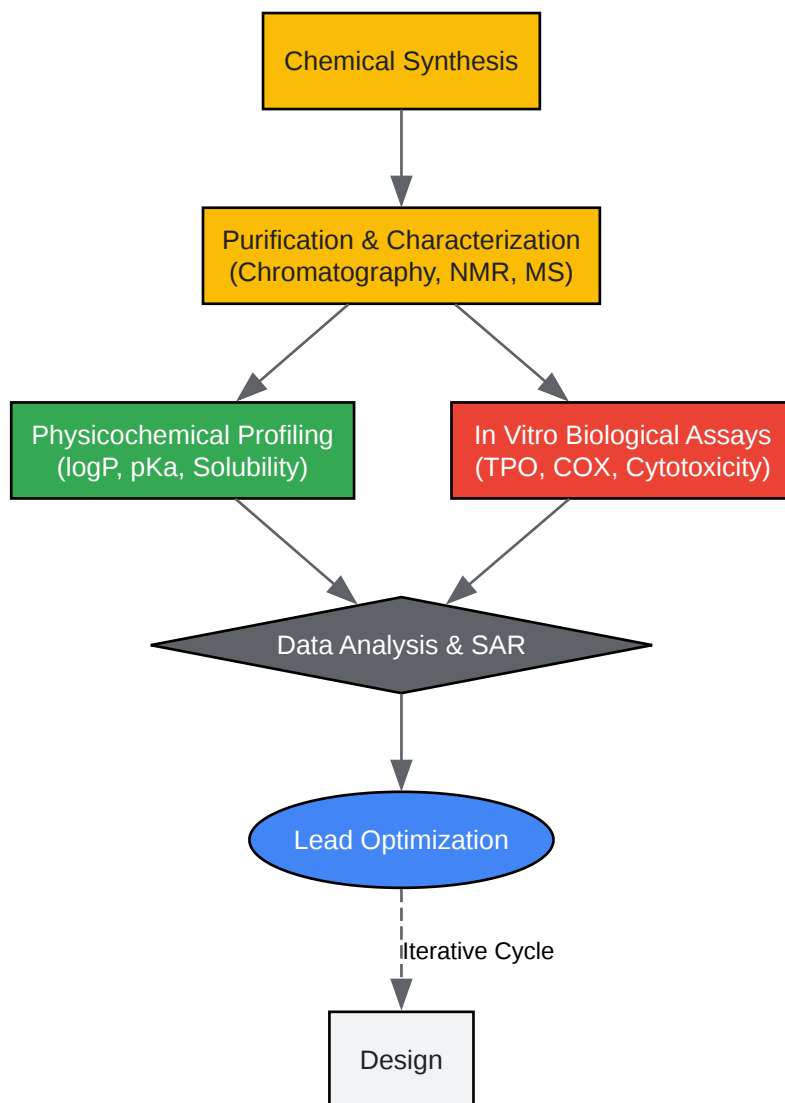 Chemical Synthesis
Purification & Characterization
(Chromatography, NMR, MS)
Physicochemical Profiling
(logP, pKa, Solubility)
In Vitro Biological Assays
(TPO, COX, Cytotoxicity)
Data Analysis & SAR
Lead Optimization
Iterative Cycle
Design